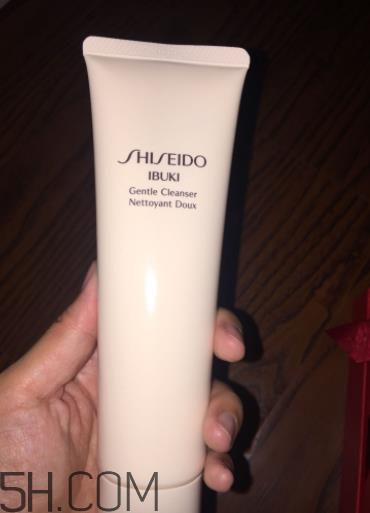 SHISEIDO
IBUKI
Gentle Cleanser
Nettoyant Doux
5H.COM